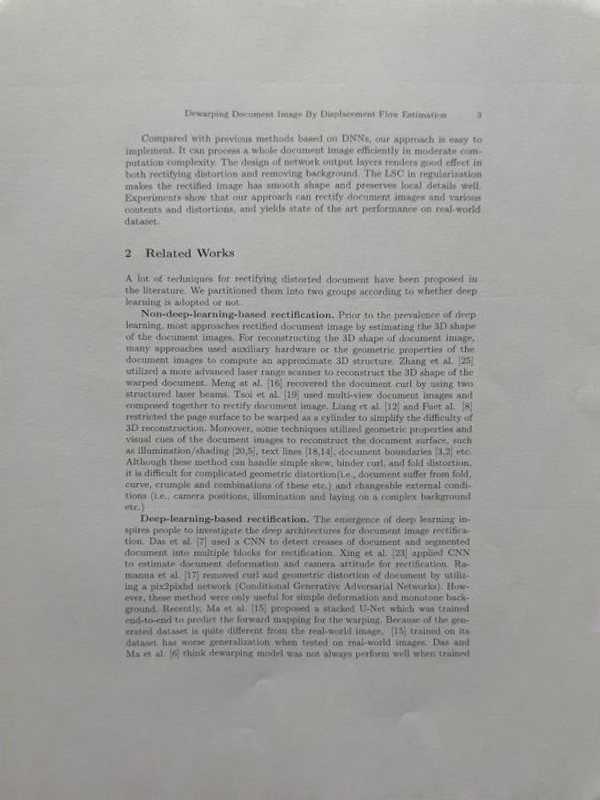 Dewarping Document Image By Displacement Flow Estimation 3
Compared with previous methods based on DNNs, our approach is easy to
implement. It can process a whole document image efficiently in moderate com-
putation complexity. The design of network output layers renders good effect in
both rectifying distortion and removing background. The LSC in regularization
makes the rectified image has smooth shape and preserves local details well.
Experiments show that our approach can rectify document images and various
contents and distortions, and yields state of the art performance on real-world
dataset.
2 Related Works
A lot of techniques for rectifying distorted document have been proposed in
the literature. We partitioned them into two groups according to whether deep
learning is adopted or not.
Non-deep-learning-based rectification. Prior to the prevalence of deep
learning, most approaches rectified document image by estimating the 3D shape
of the document images. For reconstructing the 3D shape of document image,
many approaches used auxiliary hardware or the geometric properties of the
document images to compute an approximate 3D structure. Zhang et al. [25]
utilized a more advanced laser range scanner to reconstruct the 3D shape of the
warped document. Meng at al. [16] recovered the document curl by using two
structured laser beams. Tsoi et al. [19] used multi-view document images and
composed together to rectify document image. Liang et al. [12] and Fuet al. [8]
restricted the page surface to be warped as a cylinder to simplify the difficulty of
3D reconstruction. Moreover, some techniques utilized geometric properties and
visual cues of the document images to reconstruct the document surface, such
as illumination/shading [20,5], text lines [18,14], document boundaries [3,2] etc.
Although these method can handle simple skew, binder curl, and fold distortion,
it is difficult for complicated geometric distortion(i.e., document suffer from fold,
curve, crumple and combinations of these etc.) and changeable external condi-
tions (i.e., camera positions, illumination and laying on a complex background
etc.)
Deep-learning-based rectification. The emergence of deep learning in-
spires people to investigate the deep architectures for document image rectifica-
tion. Das et al. [7] used a CNN to detect creases of document and segmented
document into multiple blocks for rectification. Xing et al. [23] applied CNN
to estimate document deformation and camera attitude for rectification. Ra-
manna et al. [17] removed curl and geometric distortion of document by utiliz-
ing a pix2pixhd network (Conditional Generative Adversarial Networks). How-
ever, these method were only useful for simple deformation and monotone back-
ground. Recently, Ma et al. [15] proposed a stacked U-Net which was trained
end-to-end to predict the forward mapping for the warping. Because of the gen-
erated dataset is quite different from the real-world image, [15] trained on its
dataset has worse generalization when tested on real-world images. Das and
Ma et al. [6] think dewarping model was not always perform well when trained